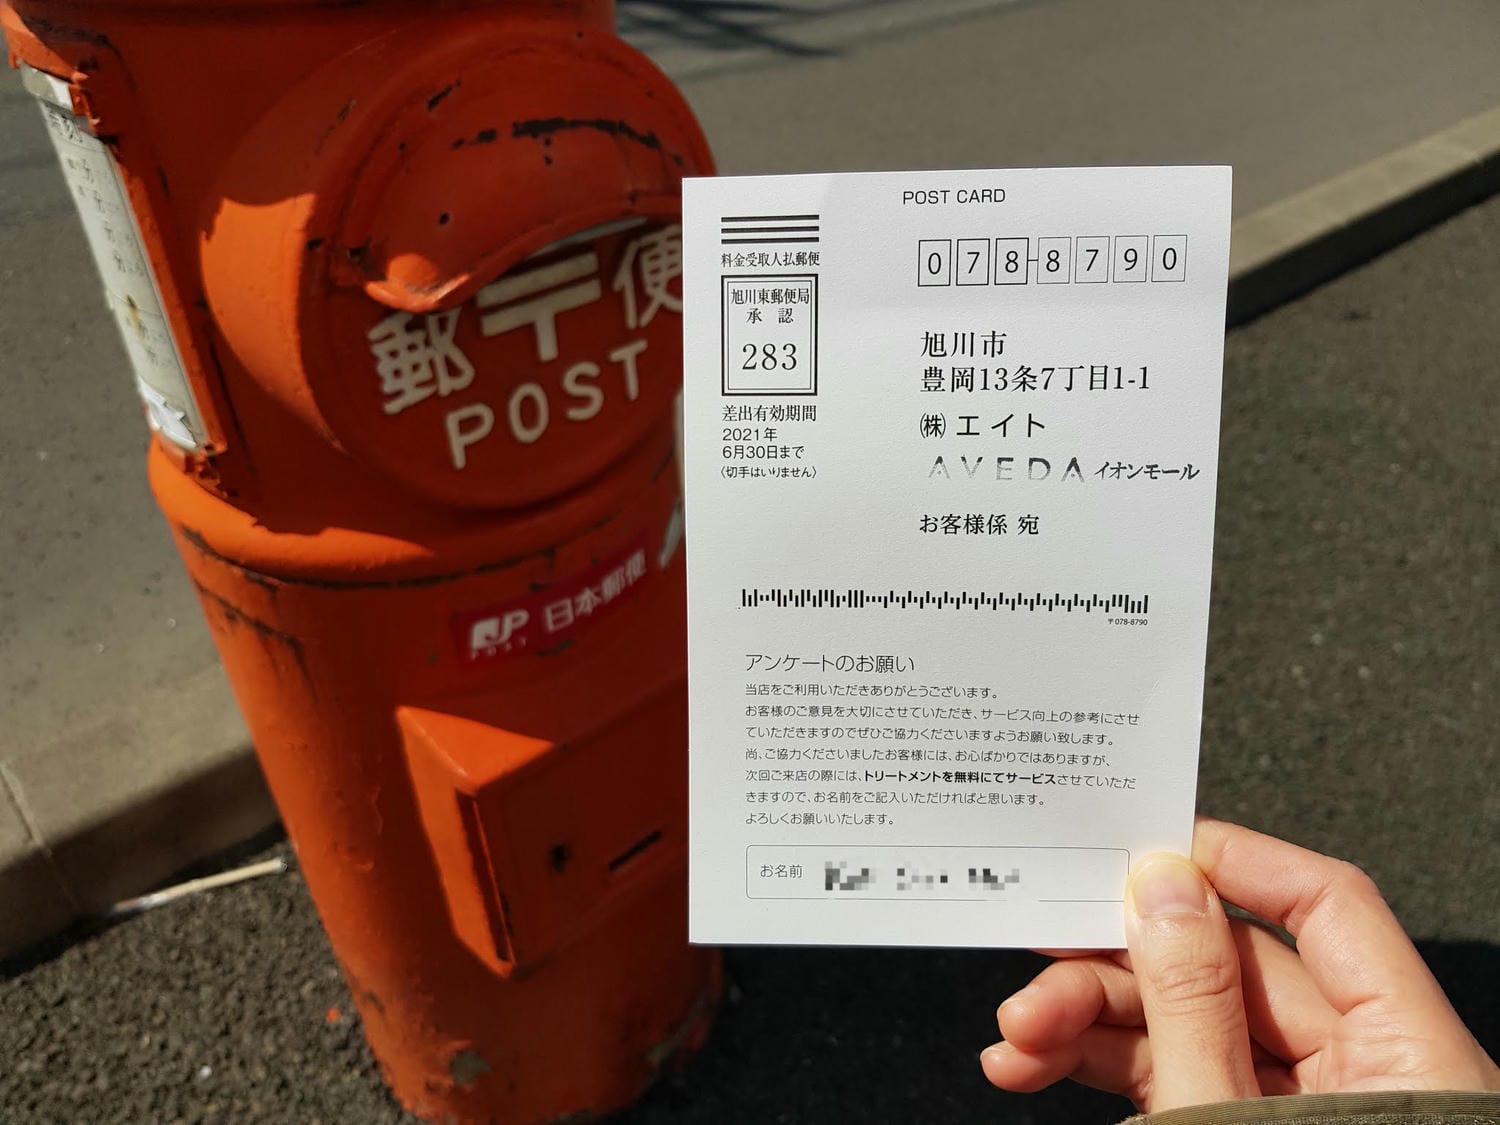 郵〒便
POST
JP
POST
日本郵便
POST CARD
料金受取人払郵便
旭川東郵便局
承認
283
差出有効期間
2021年
6月30日まで
〈切手はいりません〉
078-8790
旭川市
豊岡13条7丁目1-1
㈱エイト
AVEDA イオンモール
お客様係 宛
〒078-8790
アンケートのお願い
当店をご利用いただきありがとうございます。
お客様のご意見を大切にさせていただき、サービス向上の参考にさせ
ていただきますのでぜひご協力くださいますようお願い致します。
尚、ご協力くださいましたお客様には、お心ばかりではありますが、
次回ご来店の際には、トリートメントを無料にてサービスさせていただ
きますので、お名前をご記入いただければと思います。
よろしくお願いいたします。
お名前